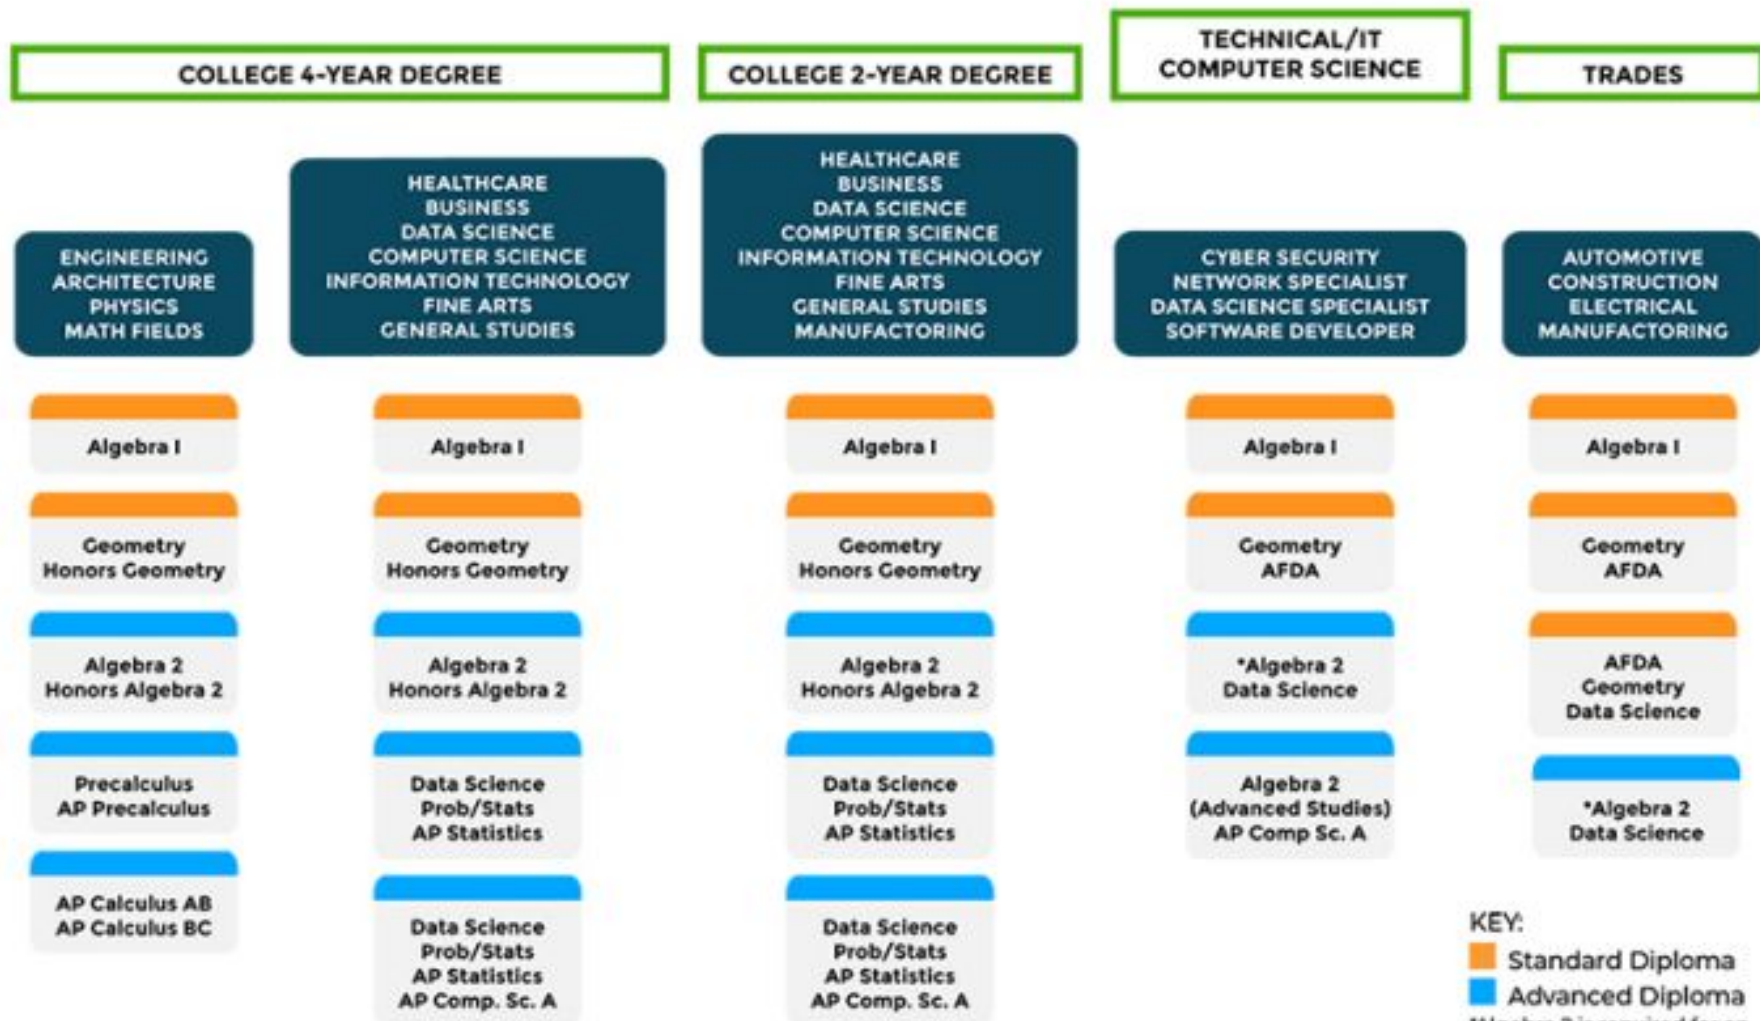 COLLEGE 4-YEAR DEGREE
COLLEGE 2-YEAR DEGREE
TECHNICAL/IT
COMPUTER SCIENCE
TRADES
ENGINEERING
ARCHITECTURE
PHYSICS
MATH FIELDS
HEALTHCARE
BUSINESS
DATA SCIENCE
COMPUTER SCIENCE
INFORMATION TECHNOLOGY
FINE ARTS
GENERAL STUDIES
HEALTHCARE
BUSINESS
DATA SCIENCE
COMPUTER SCIENCE
INFORMATION TECHNOLOGY
FINE ARTS
GENERAL STUDIES
MANUFACTORING
CYBER SECURITY
NETWORK SPECIALIST
DATA SCIENCE SPECIALIST
SOFTWARE DEVELOPER
AUTOMOTIVE
CONSTRUCTION
ELECTRICAL
MANUFACTORING
Algebra I
Geometry
Honors Geometry
Algebra 2
Honors Algebra 2
Precalculus
AP Precalculus
AP Calculus AB
AP Calculus BC
Algebra I
Geometry
Honors Geometry
Algebra 2
Honors Algebra 2
Data Science
Prob/Stats
AP Statistics
Data Science
Prob/Stats
AP Statistics
AP Comp. Sc. A
Algebra I
Geometry
Honors Geometry
Algebra 2
Honors Algebra 2
Data Science
Prob/Stats
AP Statistics
Data Science
Prob/Stats
AP Statistics
AP Comp. Sc. A
Algebra I
Geometry
AFDA
*Algebra 2
Data Science
Algebra 2
(Advanced Studies)
AP Comp Sc. A
Algebra I
Geometry
AFDA
AFDA
Geometry
Data Science
*Algebra 2
Data Science
KEY:
Standard Diploma
Advanced Diploma